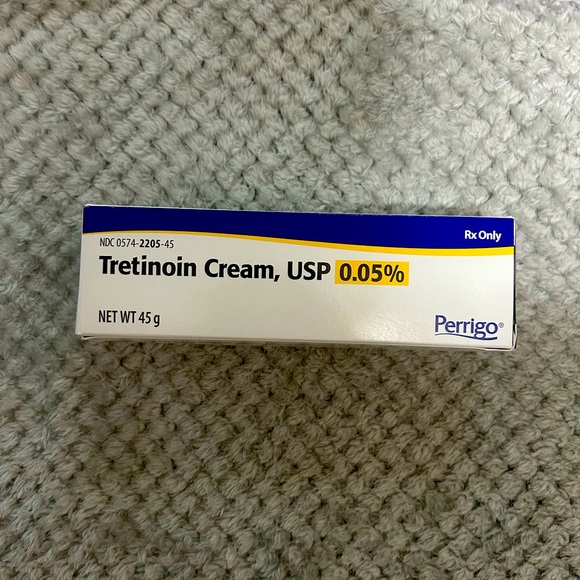 Rx Only
NDC 0574-2205-45
Tretinoin Cream, USP 0.05%
NET WT 45 g
Perrigo®